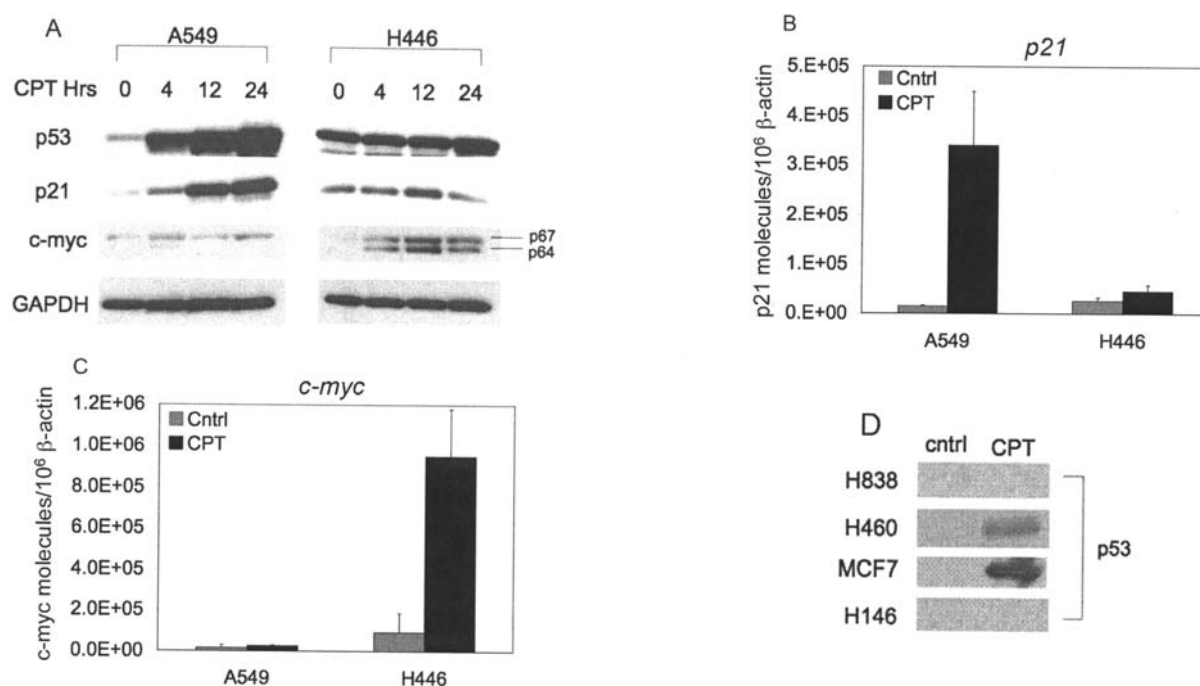 A
A549 H446
CPT Hrs 0 4 12 24 0 4 12 24
p53
p21
c-myc p67
p64
GAPDH
B
p21
p21 molecules/10⁶ β-actin
5.E+05
3.E+05
2.E+05
1.E+05
0.E+00
Cntrl
CPT
A549 H446
C
c-myc
c-myc molecules/10⁶ β-actin
1.2E+06
1.0E+06
8.0E+05
6.0E+05
4.0E+05
2.0E+05
0.0E+00
Cntrl
CPT
A549 H446
D
cntrl CPT
H838
H460
MCF7
H146
p53